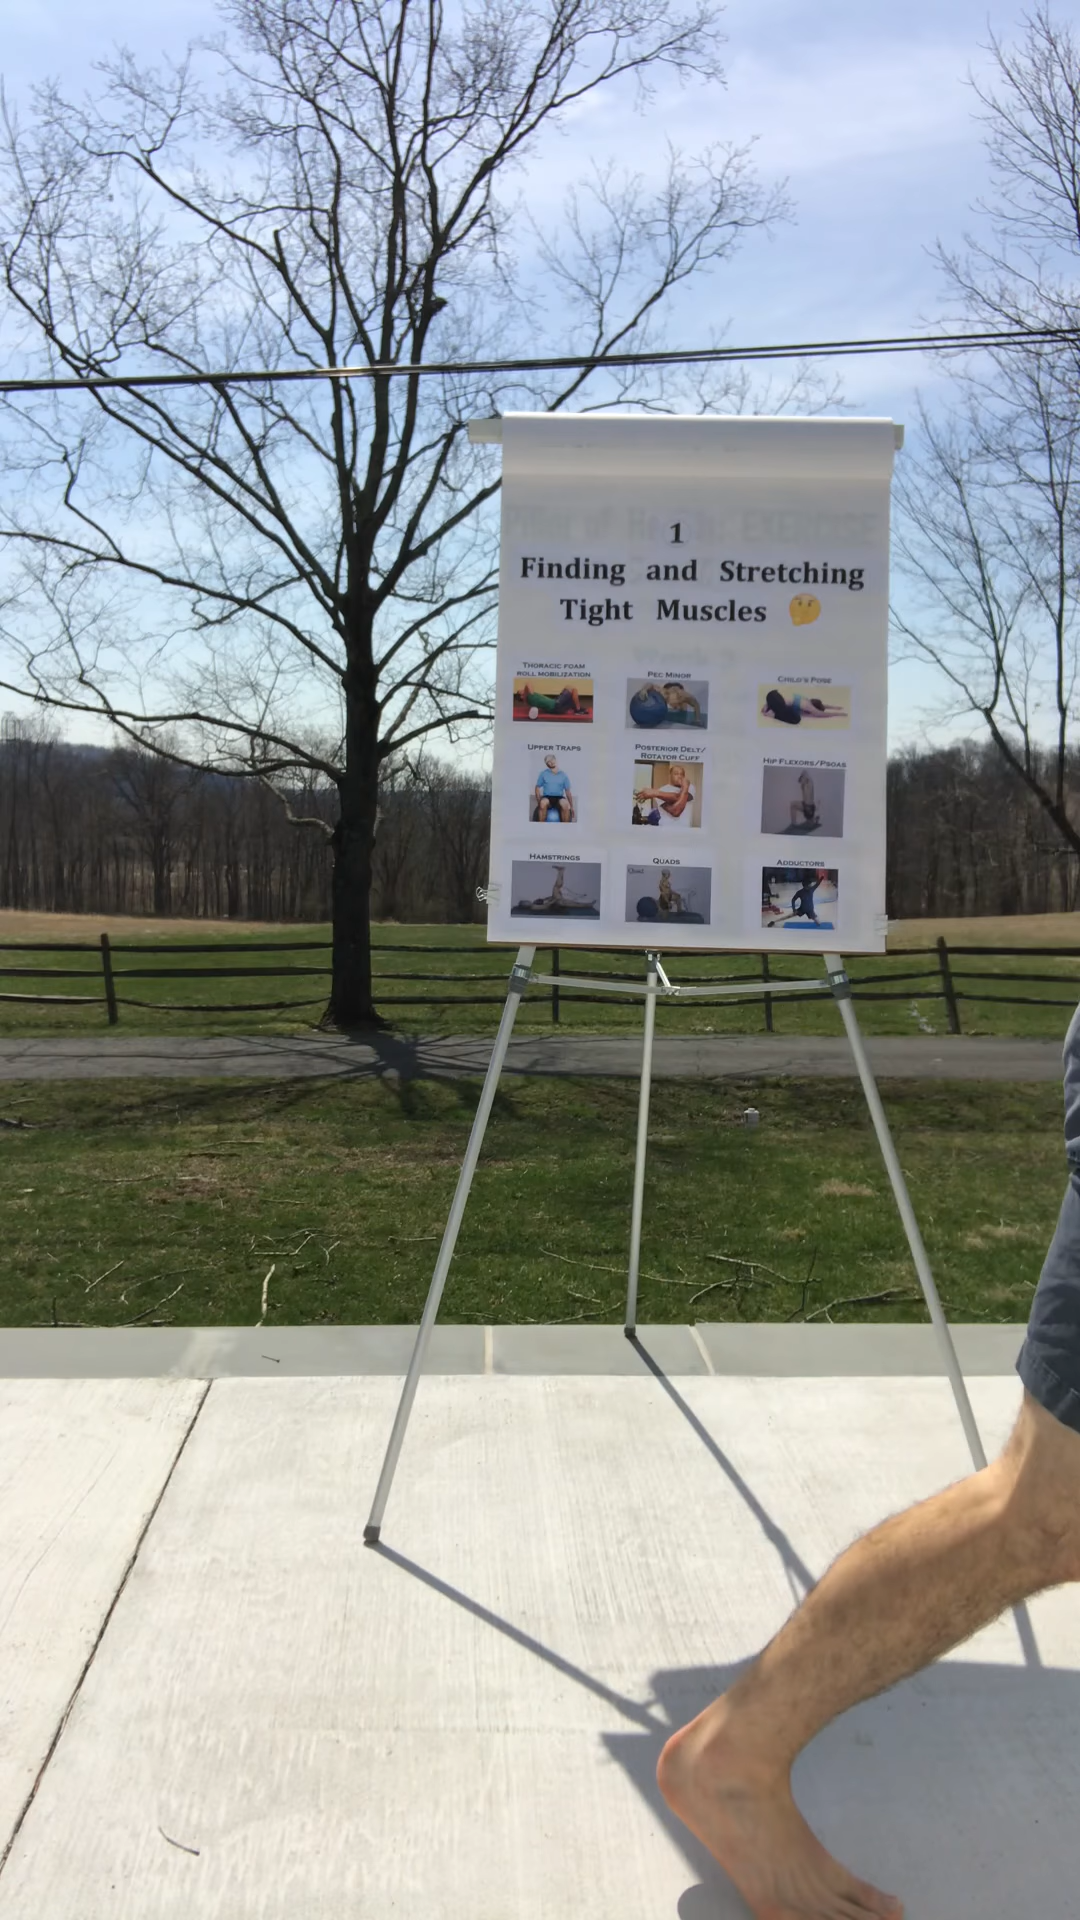 1
Finding and Stretching
Tight Muscles 🤔
THORACIC FOAM
ROLL MOBILIZATION
PEC MINOR
CHILD'S POSE
UPPER TRAPS
POSTERIOR DELT/
ROTATOR CUFF
HIP FLEXORS/PSOAS
HAMSTRINGS
QUADS
Quad
ADDUCTORS